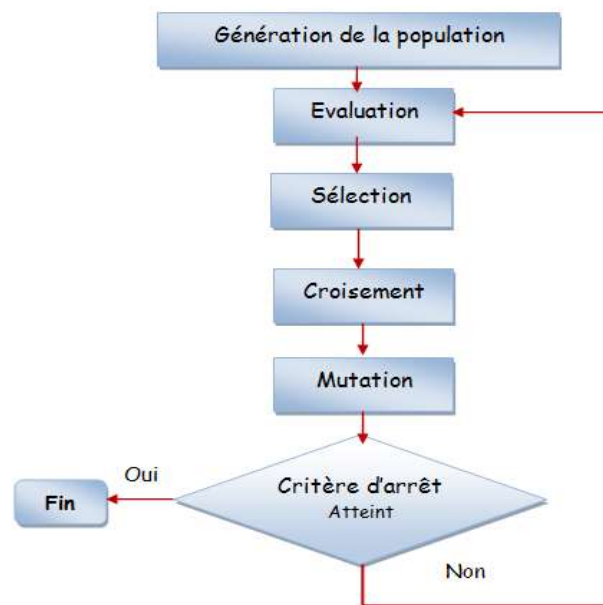 Génération de la population
Evaluation
Sélection
Croisement
Mutation
Critère d'arrêt
Atteint
Oui
Fin
Non